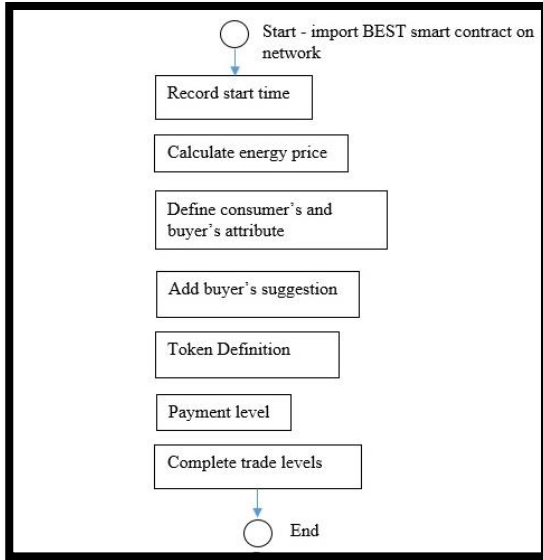 Start - import BEST smart contract on
network
Record start time
Calculate energy price
Define consumer’s and
buyer’s attribute
Add buyer’s suggestion
Token Definition
Payment level
Complete trade levels
End